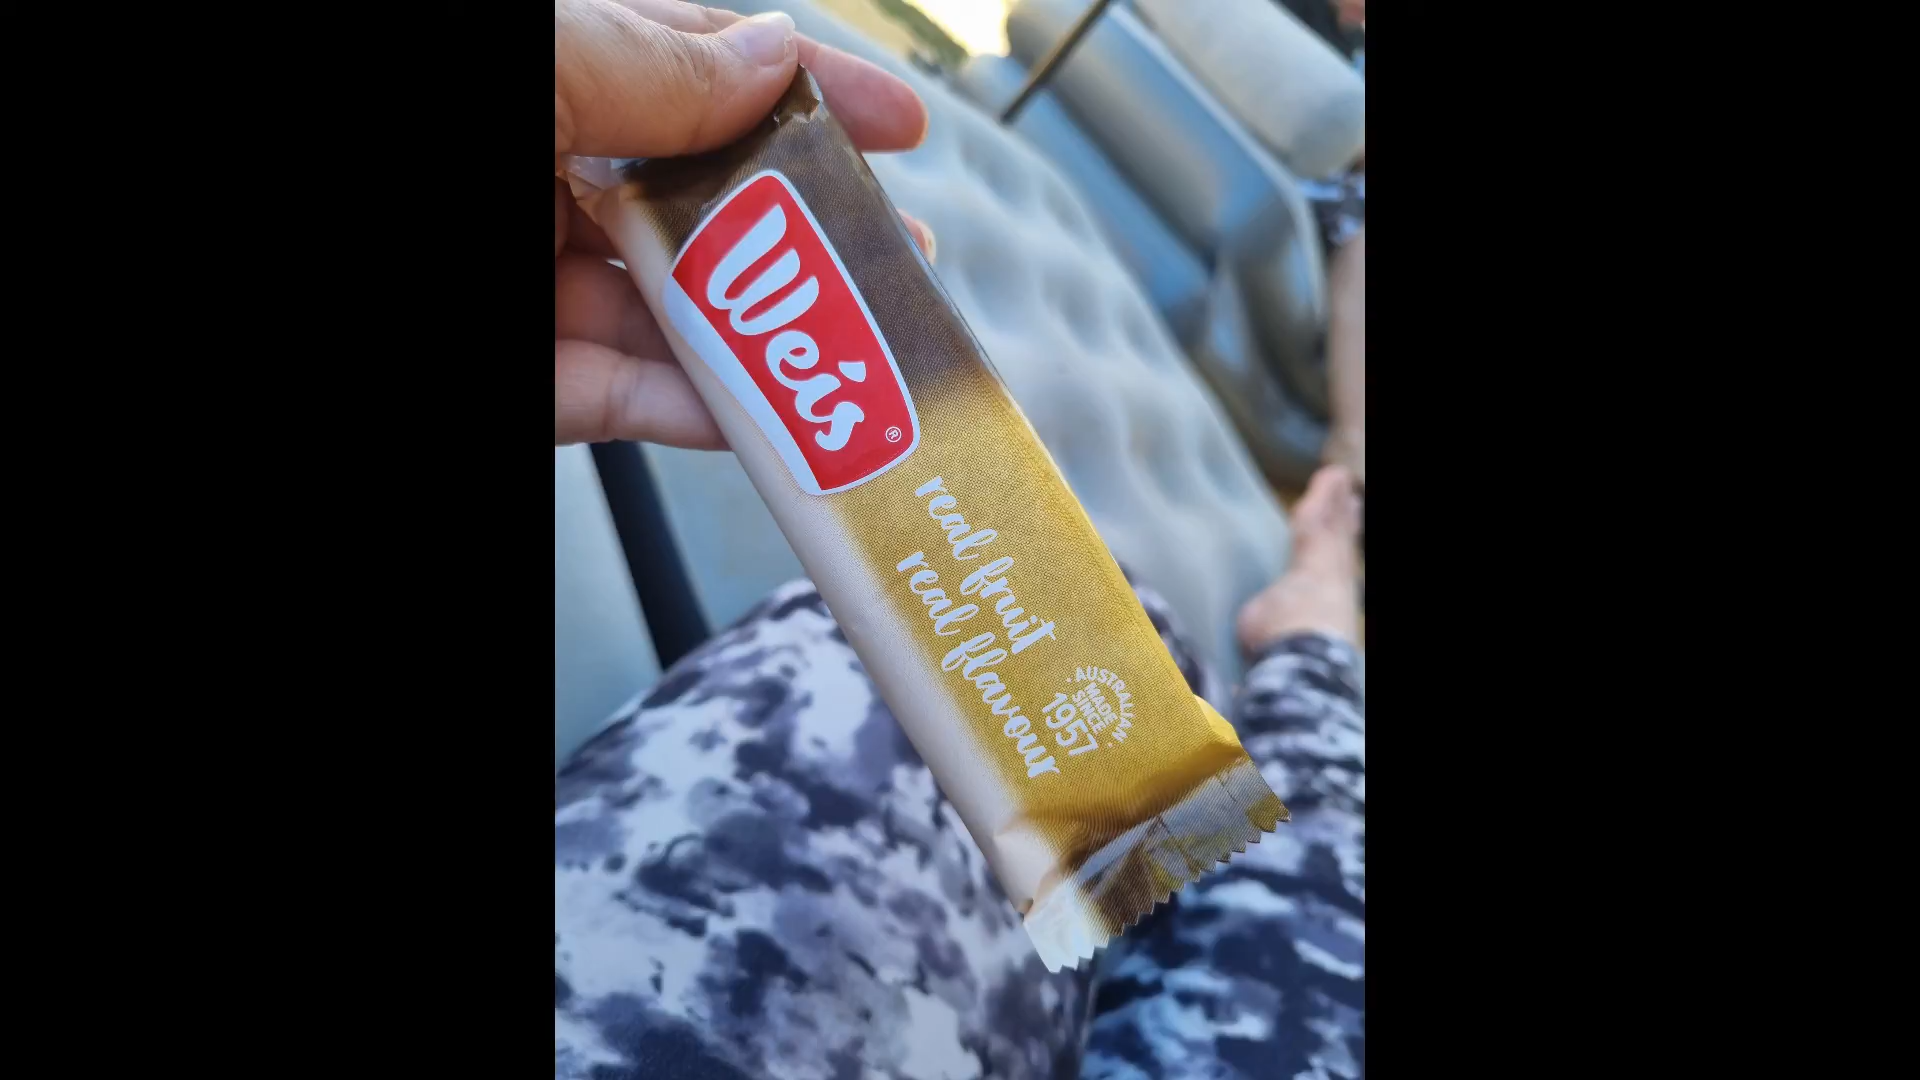 Weis
®
real fruit
real flavour
AUSTRALIAN
MADE
SINCE
1957